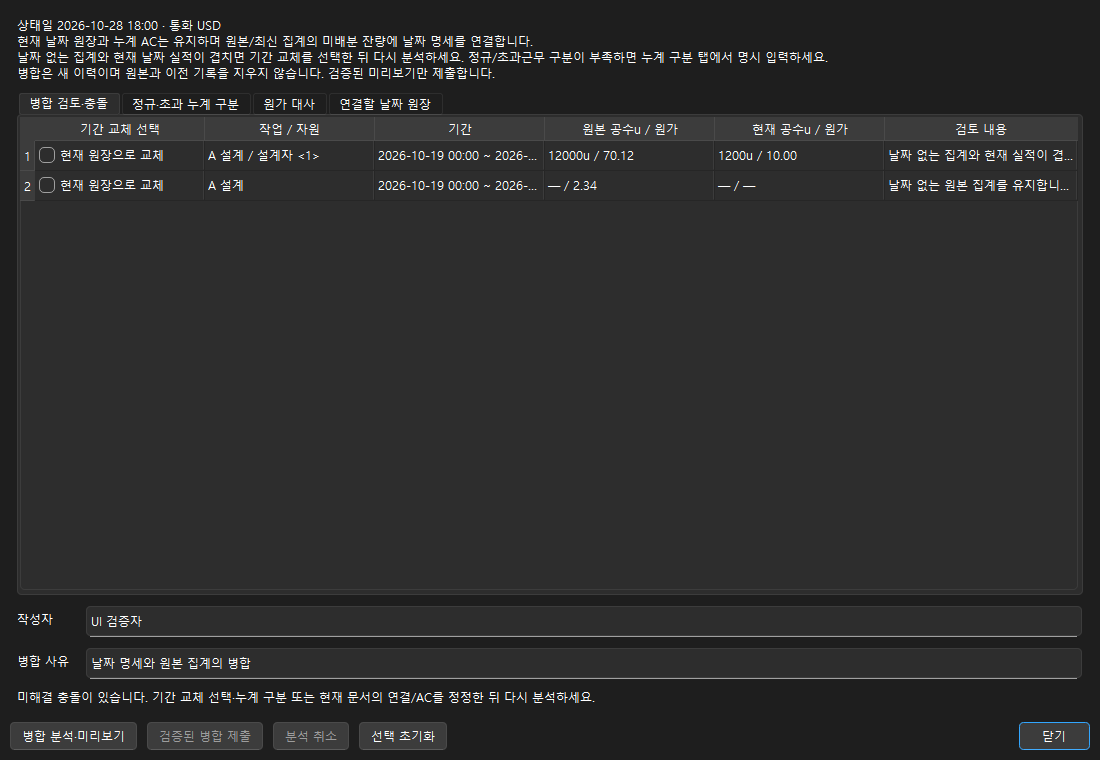 상태일 2026-10-28 18:00 · 통화 USD
현재 날짜 원장과 누계 AC는 유지하며 원본/최신 집계의 미배분 잔량에 날짜 명세를 연결합니다.
날짜 없는 집계와 현재 날짜 실적이 겹치면 기간 교체를 선택한 뒤 다시 분석하세요. 정규/초과근무 구분이 부족하면 누계 구분 탭에서 명시 입력하세요.
병합은 새 이력이며 원본과 이전 기록을 지우지 않습니다. 검증된 미리보기만 제출합니다.
병합 검토·충돌 정규·초과 누계 구분 원가 대사 연결할 날짜 원장
기간 교체 선택 작업 / 자원 기간 원본 공수u / 원가 현재 공수u / 원가 검토 내용
1 현재 원장으로 교체 A 설계 / 설계자 <1> 2026-10-19 00:00 ~ 2026-... 12000u / 70.12 1200u / 10.00 날짜 없는 집계와 현재 실적이 겹...
2 현재 원장으로 교체 A 설계 2026-10-19 00:00 ~ 2026-... — / 2.34 — / — 날짜 없는 원본 집계를 유지합니...
작성자 UI 검증자
병합 사유 날짜 명세와 원본 집계의 병합
미해결 충돌이 있습니다. 기간 교체 선택·누계 구분 또는 현재 문서의 연결/AC를 정정한 뒤 다시 분석하세요.
병합 분석·미리보기 검증된 병합 제출 분석 취소 선택 초기화 닫기